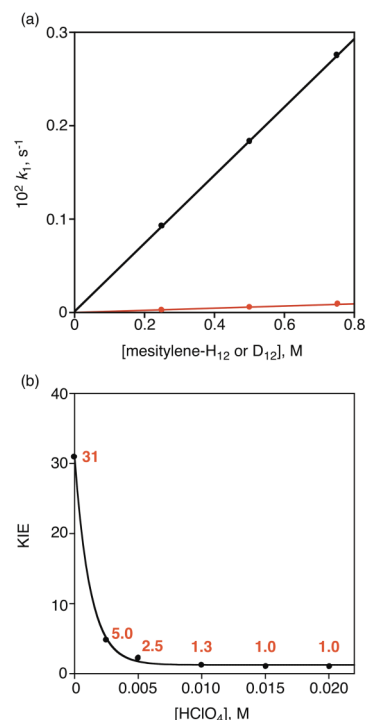 (a)
0.3
0.2
0.1
0
10² k₁, s⁻¹
0 0.2 0.4 0.6 0.8
[mesitylene-H₁₂ or D₁₂], M
(b)
40
30
20
10
0
KIE
31
5.0
2.5
1.3
1.0
1.0
0 0.005 0.010 0.015 0.020
[HClO₄], M